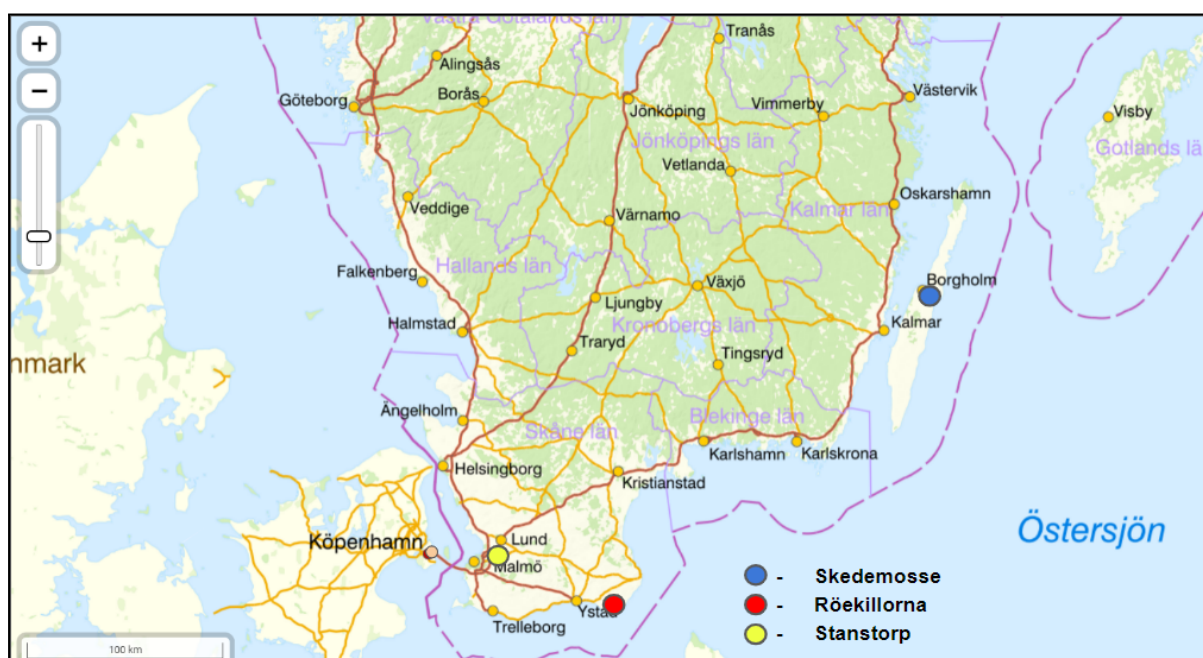 Västra Götalands län
Tranås
+
Alingsås
−
Borås
Västervik
Göteborg
Jönköping
Vimmerby
Visby
Jönköpings län
Gotlands lä
Vetlanda
Oskarshamn
Veddige
Kalmar län
Värnamo
Hallands län
Falkenberg
Borgholm
Växjö
Ljungby
Halmstad
Kronobergs län
Kalmar
Traryd
nmark
Tingsryd
Ängelholm
Blekinge län
Skåne län
Karlshamn
Karlskrona
Helsingborg
Kristianstad
Östersjön
Köpenhamn
Lund
Malmö
- Skedemosse
Ystad
- Röekillorna
Trelleborg
- Stanstorp
100 km